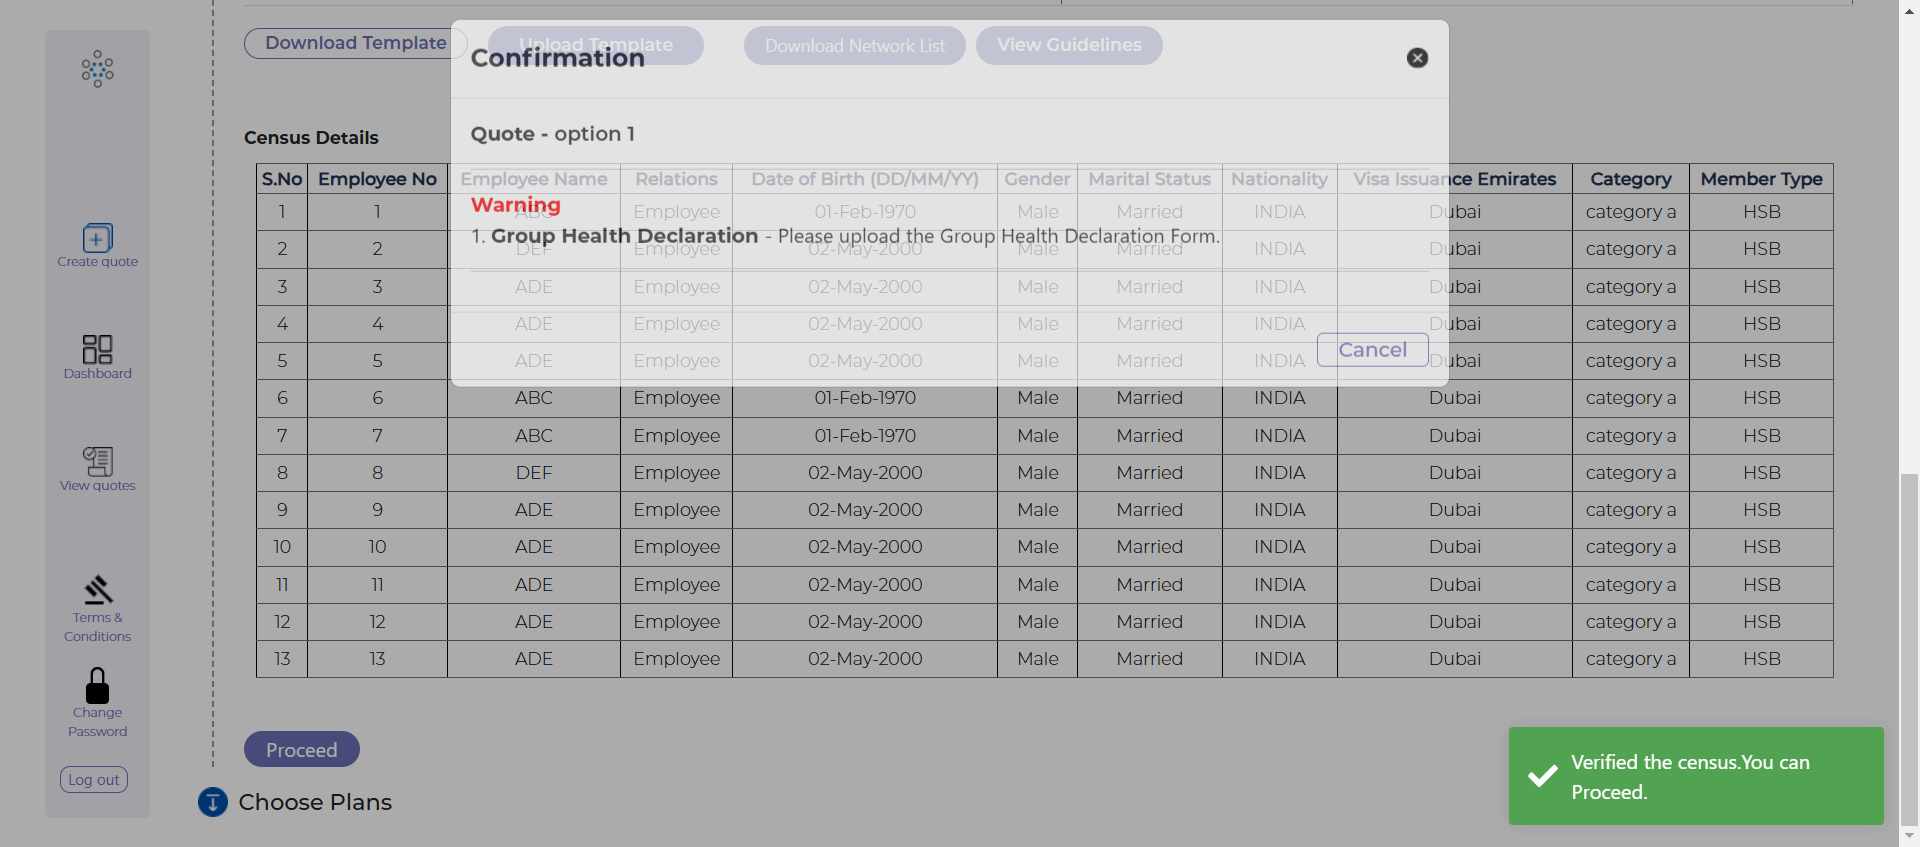 Download Template Upload Template Download Network List View Guidelines
Confirmation
Quote - option 1
Warning
1. Group Health Declaration - Please upload the Group Health Declaration Form.
Cancel
Create quote
Dashboard
View quotes
Terms &
Conditions
Change
Password
Log out
Census Details
S.No Employee No Employee Name Relations Date of Birth (DD/MM/YY) Gender Marital Status Nationality Visa Issuance Emirates Category Member Type
1 1 ABC Employee 01-Feb-1970 Male Married INDIA Dubai category a HSB
2 2 DEF Employee 02-May-2000 Male Married INDIA Dubai category a HSB
3 3 ADE Employee 02-May-2000 Male Married INDIA Dubai category a HSB
4 4 ADE Employee 02-May-2000 Male Married INDIA Dubai category a HSB
5 5 ADE Employee 02-May-2000 Male Married INDIA Dubai category a HSB
6 6 ABC Employee 01-Feb-1970 Male Married INDIA Dubai category a HSB
7 7 ABC Employee 01-Feb-1970 Male Married INDIA Dubai category a HSB
8 8 DEF Employee 02-May-2000 Male Married INDIA Dubai category a HSB
9 9 ADE Employee 02-May-2000 Male Married INDIA Dubai category a HSB
10 10 ADE Employee 02-May-2000 Male Married INDIA Dubai category a HSB
11 11 ADE Employee 02-May-2000 Male Married INDIA Dubai category a HSB
12 12 ADE Employee 02-May-2000 Male Married INDIA Dubai category a HSB
13 13 ADE Employee 02-May-2000 Male Married INDIA Dubai category a HSB
Proceed
Choose Plans
Verified the census.You can
Proceed.